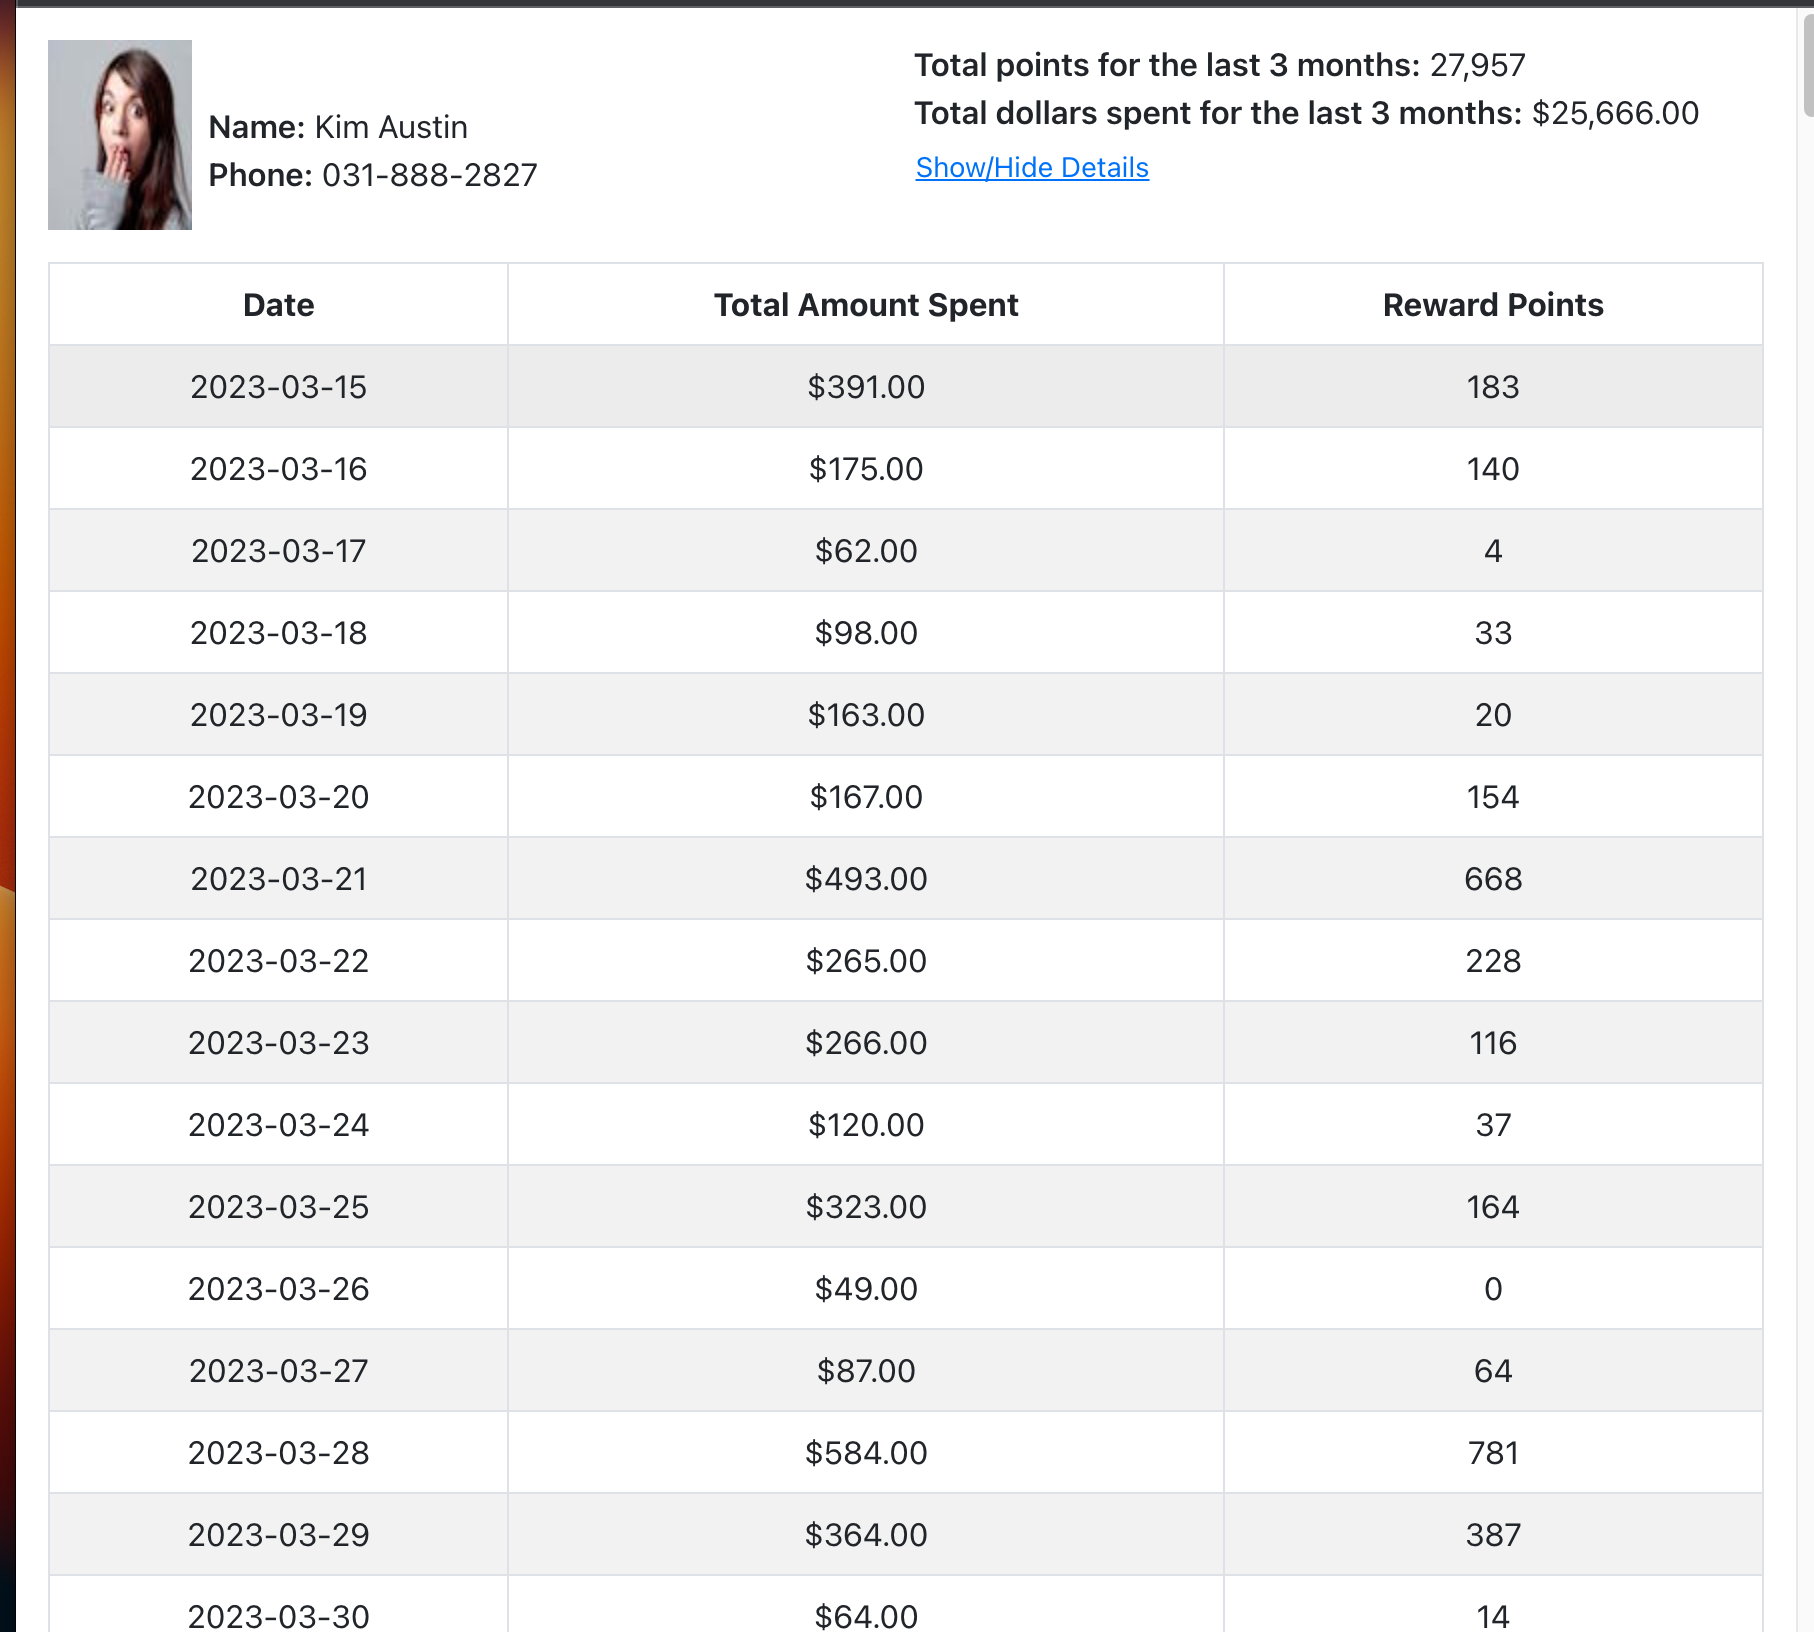 Name: Kim Austin
Phone: 031-888-2827
Total points for the last 3 months: 27,957
Total dollars spent for the last 3 months: $25,666.00
Show/Hide Details
Date Total Amount Spent Reward Points
2023-03-15 $391.00 183
2023-03-16 $175.00 140
2023-03-17 $62.00 4
2023-03-18 $98.00 33
2023-03-19 $163.00 20
2023-03-20 $167.00 154
2023-03-21 $493.00 668
2023-03-22 $265.00 228
2023-03-23 $266.00 116
2023-03-24 $120.00 37
2023-03-25 $323.00 164
2023-03-26 $49.00 0
2023-03-27 $87.00 64
2023-03-28 $584.00 781
2023-03-29 $364.00 387
2023-03-30 $64.00 14